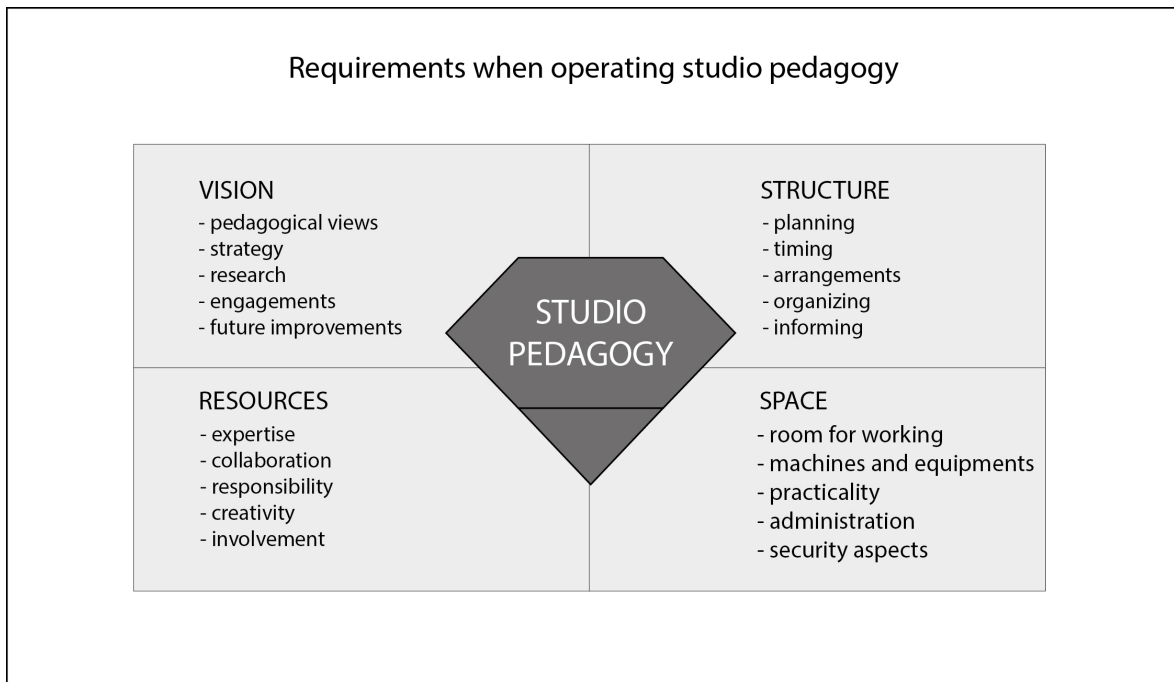 Requirements when operating studio pedagogy
VISION
- pedagogical views
- strategy
- research
- engagements
- future improvements
STRUCTURE
- planning
- timing
- arrangements
- organizing
- informing
STUDIO
PEDAGOGY
RESOURCES
- expertise
- collaboration
- responsibility
- creativity
- involvement
SPACE
- room for working
- machines and equipments
- practicality
- administration
- security aspects